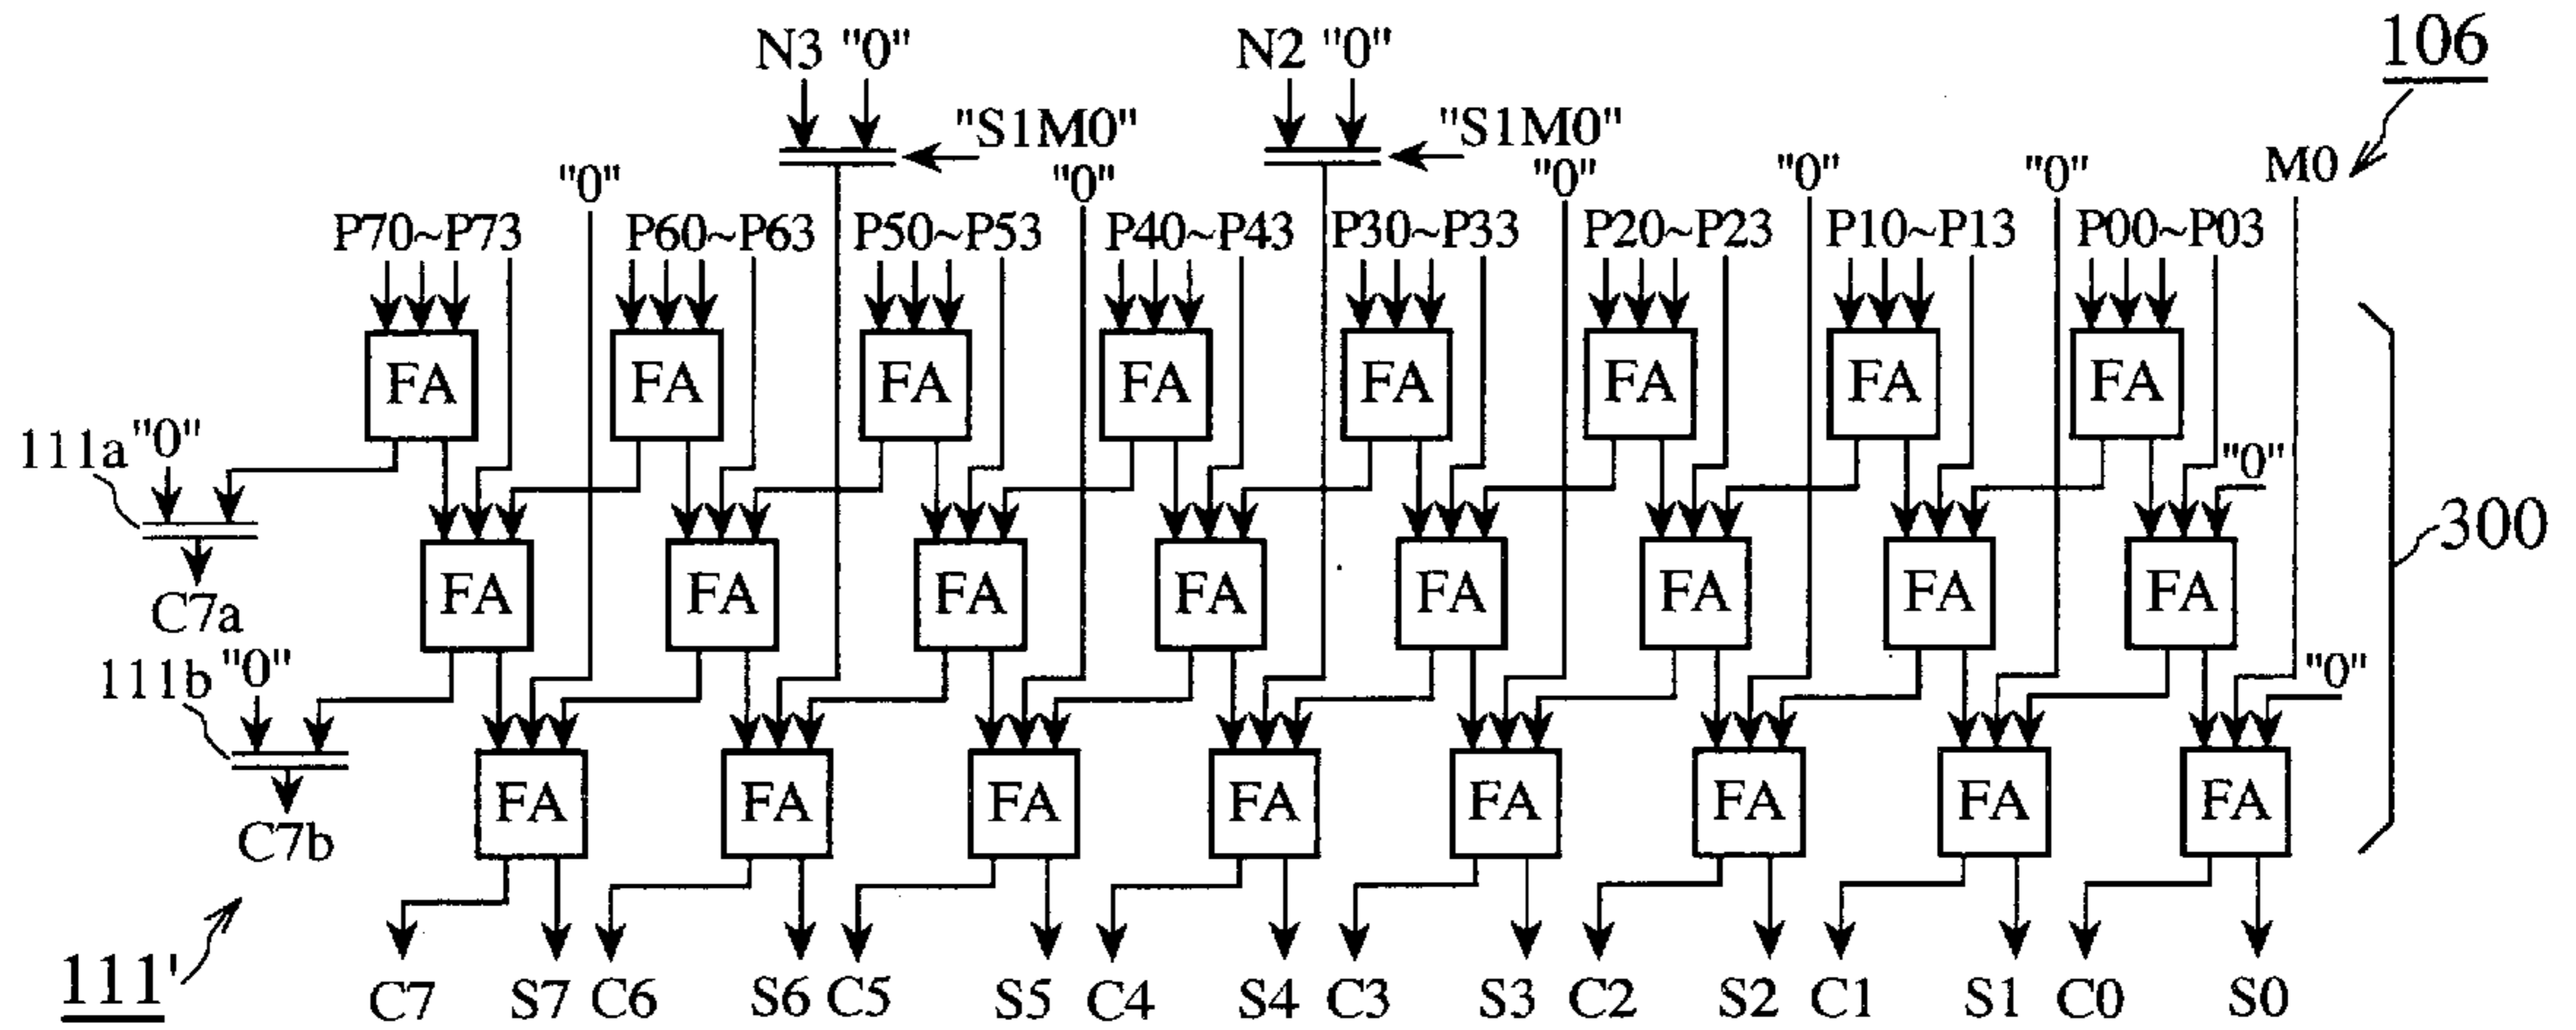 N3 "0" N2 "0" 106
"S1M0" "S1M0"
"0" "0" "0" "0" "0" M0
P70~P73 P60~P63 P50~P53 P40~P43 P30~P33 P20~P23 P10~P13 P00~P03
FA FA FA FA FA FA FA FA
111a "0" "0"
300
C7a FA FA FA FA FA FA FA FA
111b "0" "0"
C7b FA FA FA FA FA FA FA FA
111' C7 S7 C6 S6 C5 S5 C4 S4 C3 S3 C2 S2 C1 S1 C0 S0